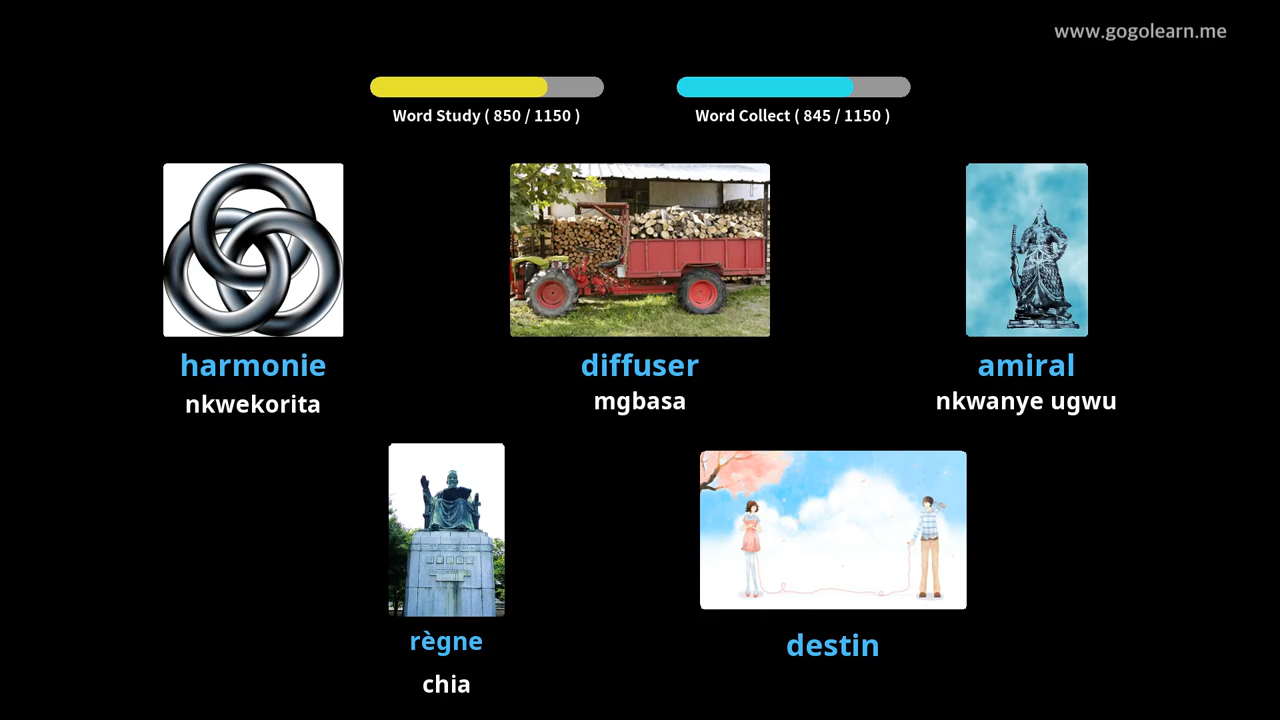 www.gogolearn.me
Word Study ( 850 / 1150 )
Word Collect ( 845 / 1150 )
harmonie
nkwekorita
diffuser
mgbasa
amiral
nkwanye ugwu
règne
chia
destin